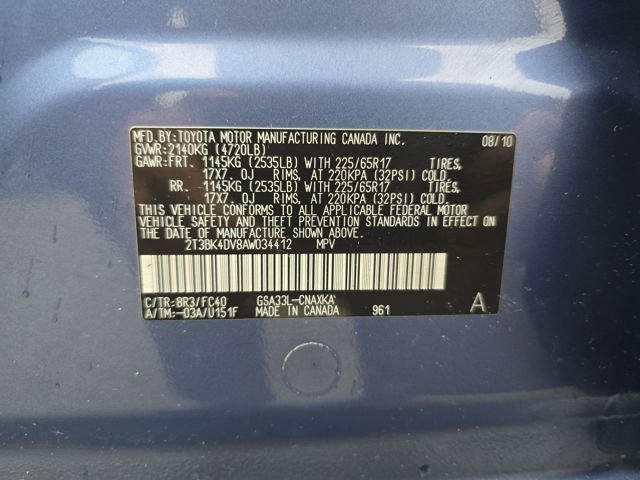 MFD.BY:TOYOTA MOTOR MANUFACTURING CANADA INC. 08/10
GVWR:2140KG (4720LB)
GAWR:FRT. 1145KG (2535LB) WITH 225/65R17 TIRES,
17X7.0J RIMS, AT 220KPA (32PSI) COLD.
RR. 1145KG (2535LB) WITH 225/65R17 TIRES,
17X7.0J RIMS, AT 220KPA (32PSI) COLD.
THIS VEHICLE CONFORMS TO ALL APPLICABLE FEDERAL MOTOR
VEHICLE SAFETY AND THEFT PREVENTION STANDARDS IN EFFECT ON
THE DATE OF MANUFACTURE SHOWN ABOVE.
2T3BK4DV8AW034412 MPV
C/TR:8R3/FC40 GSA33L-CNAXKA
A/TM:-03A/U151F MADE IN CANADA 961 A